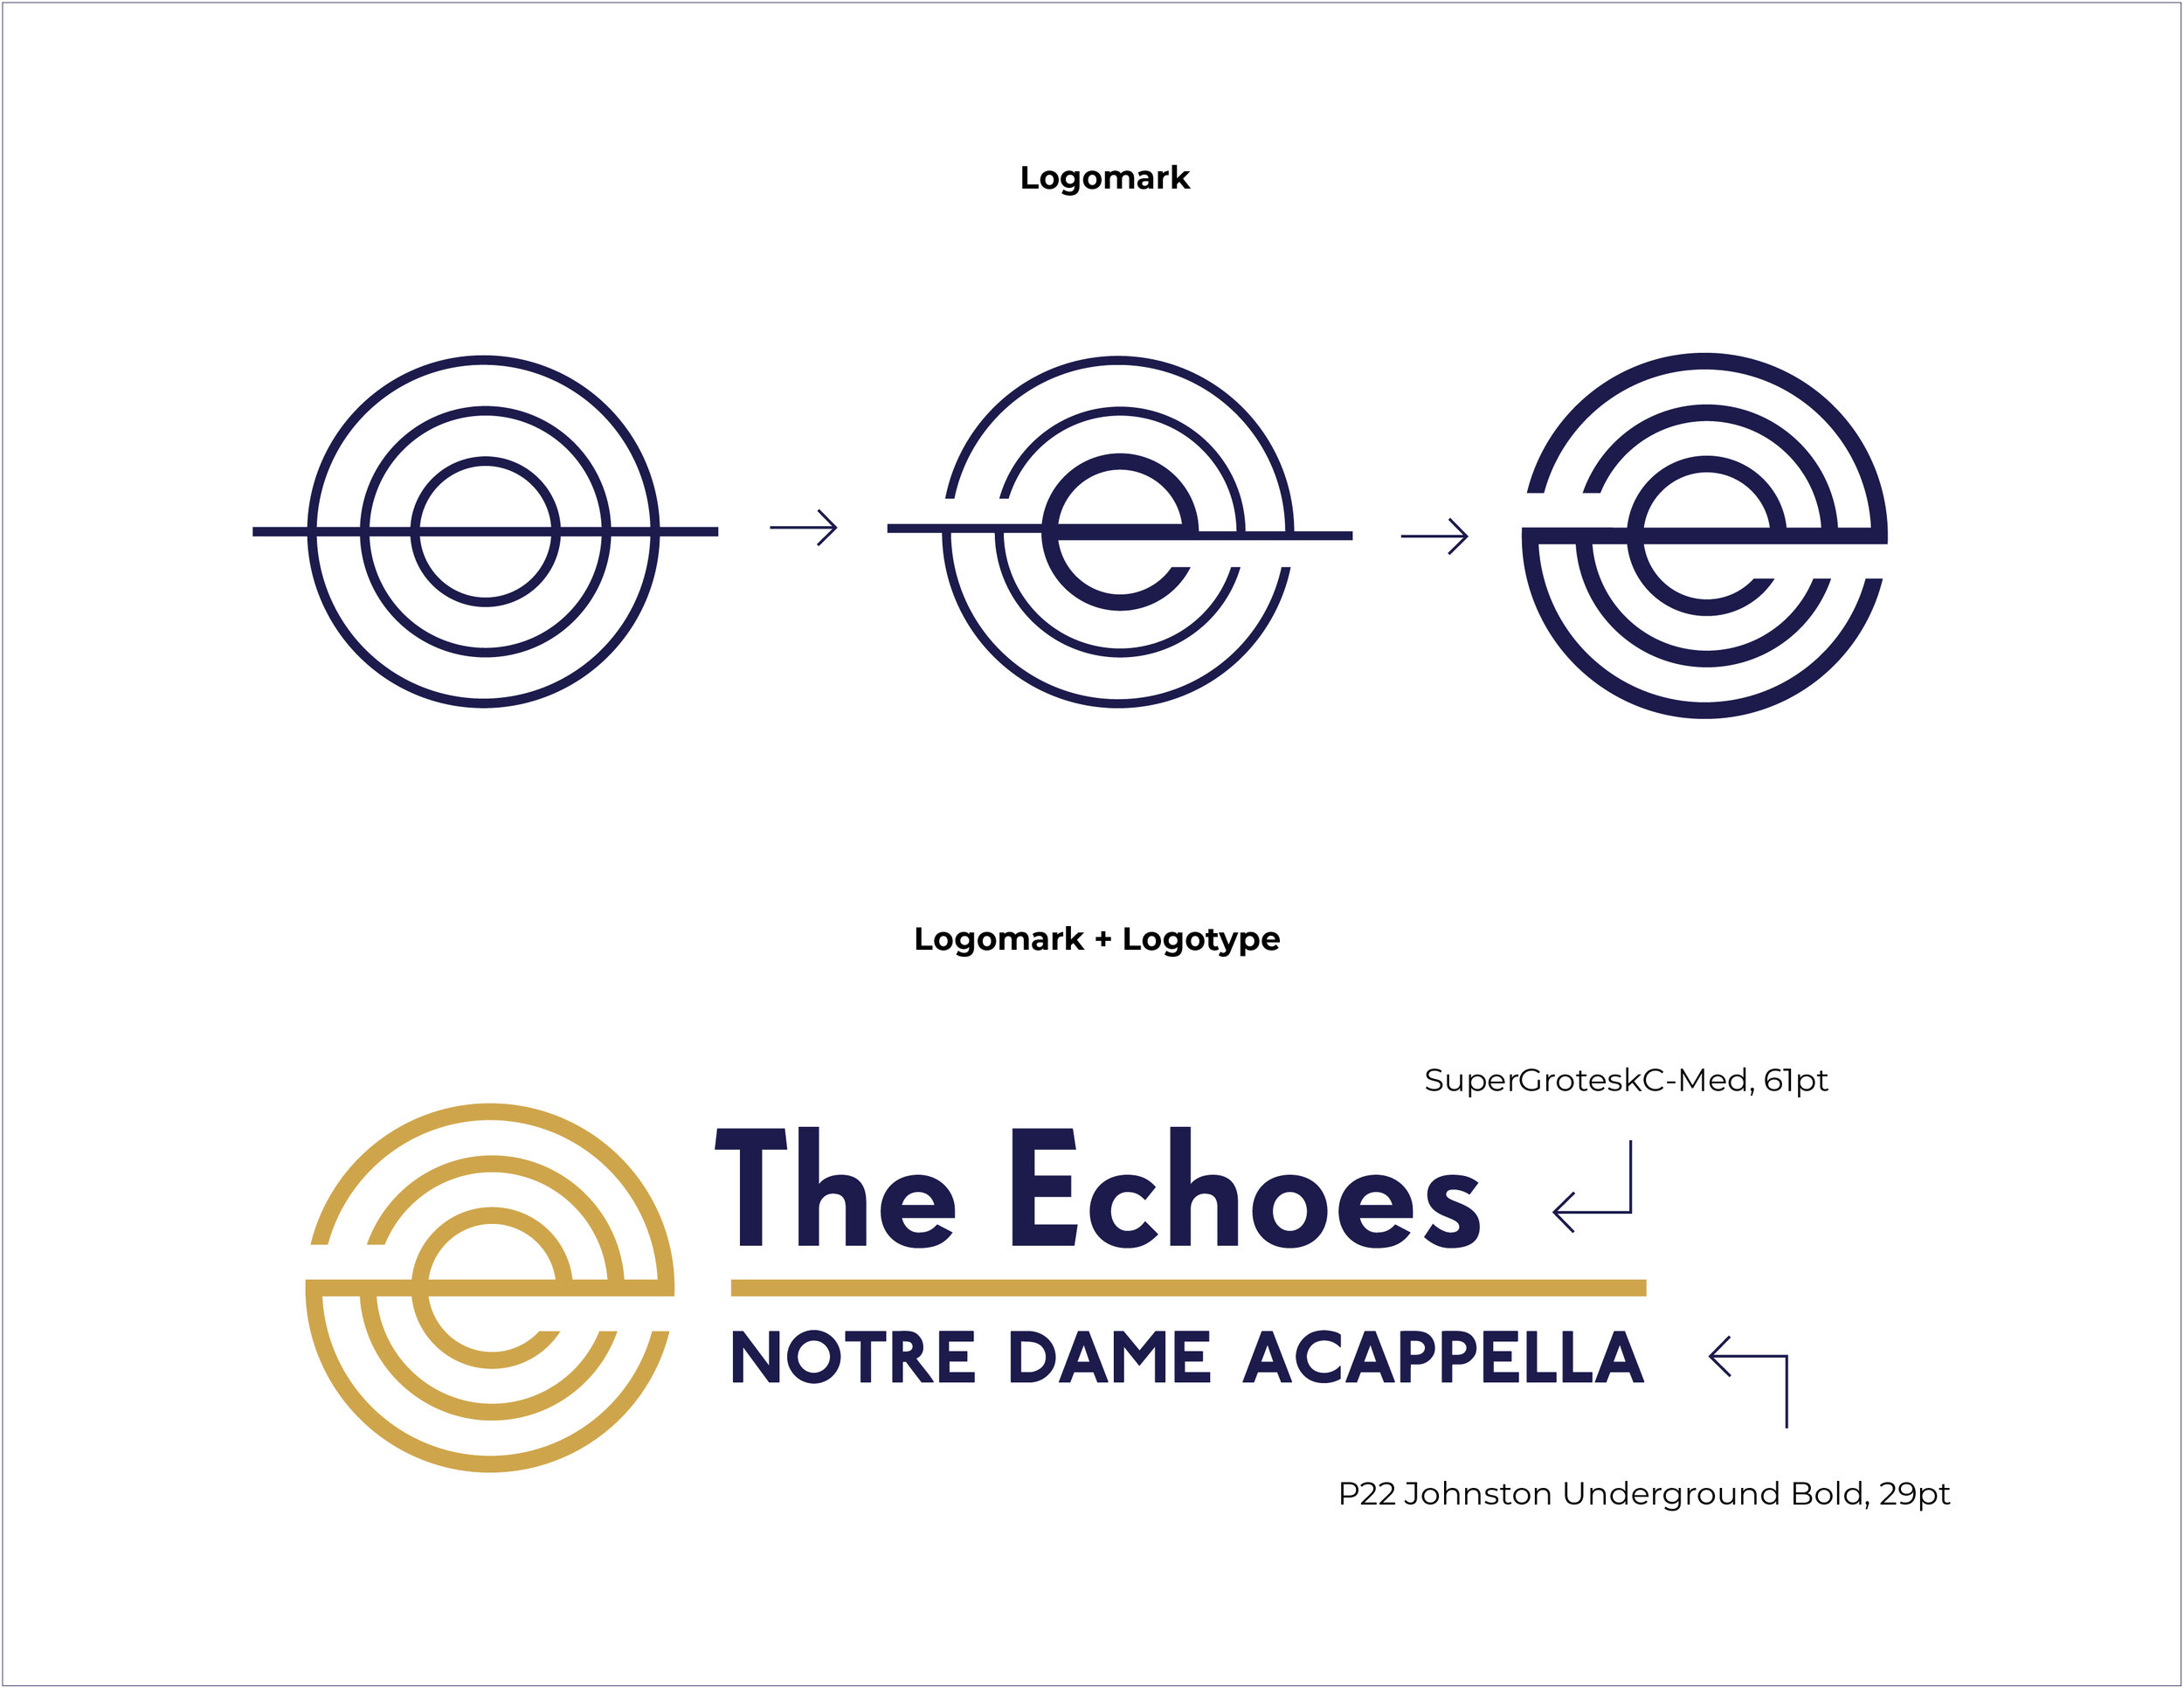 Logomark
Logomark + Logotype
SuperGroteskC-Med, 61pt
The Echoes
NOTRE DAME ACAPPELLA
P22 Johnston Underground Bold, 29pt